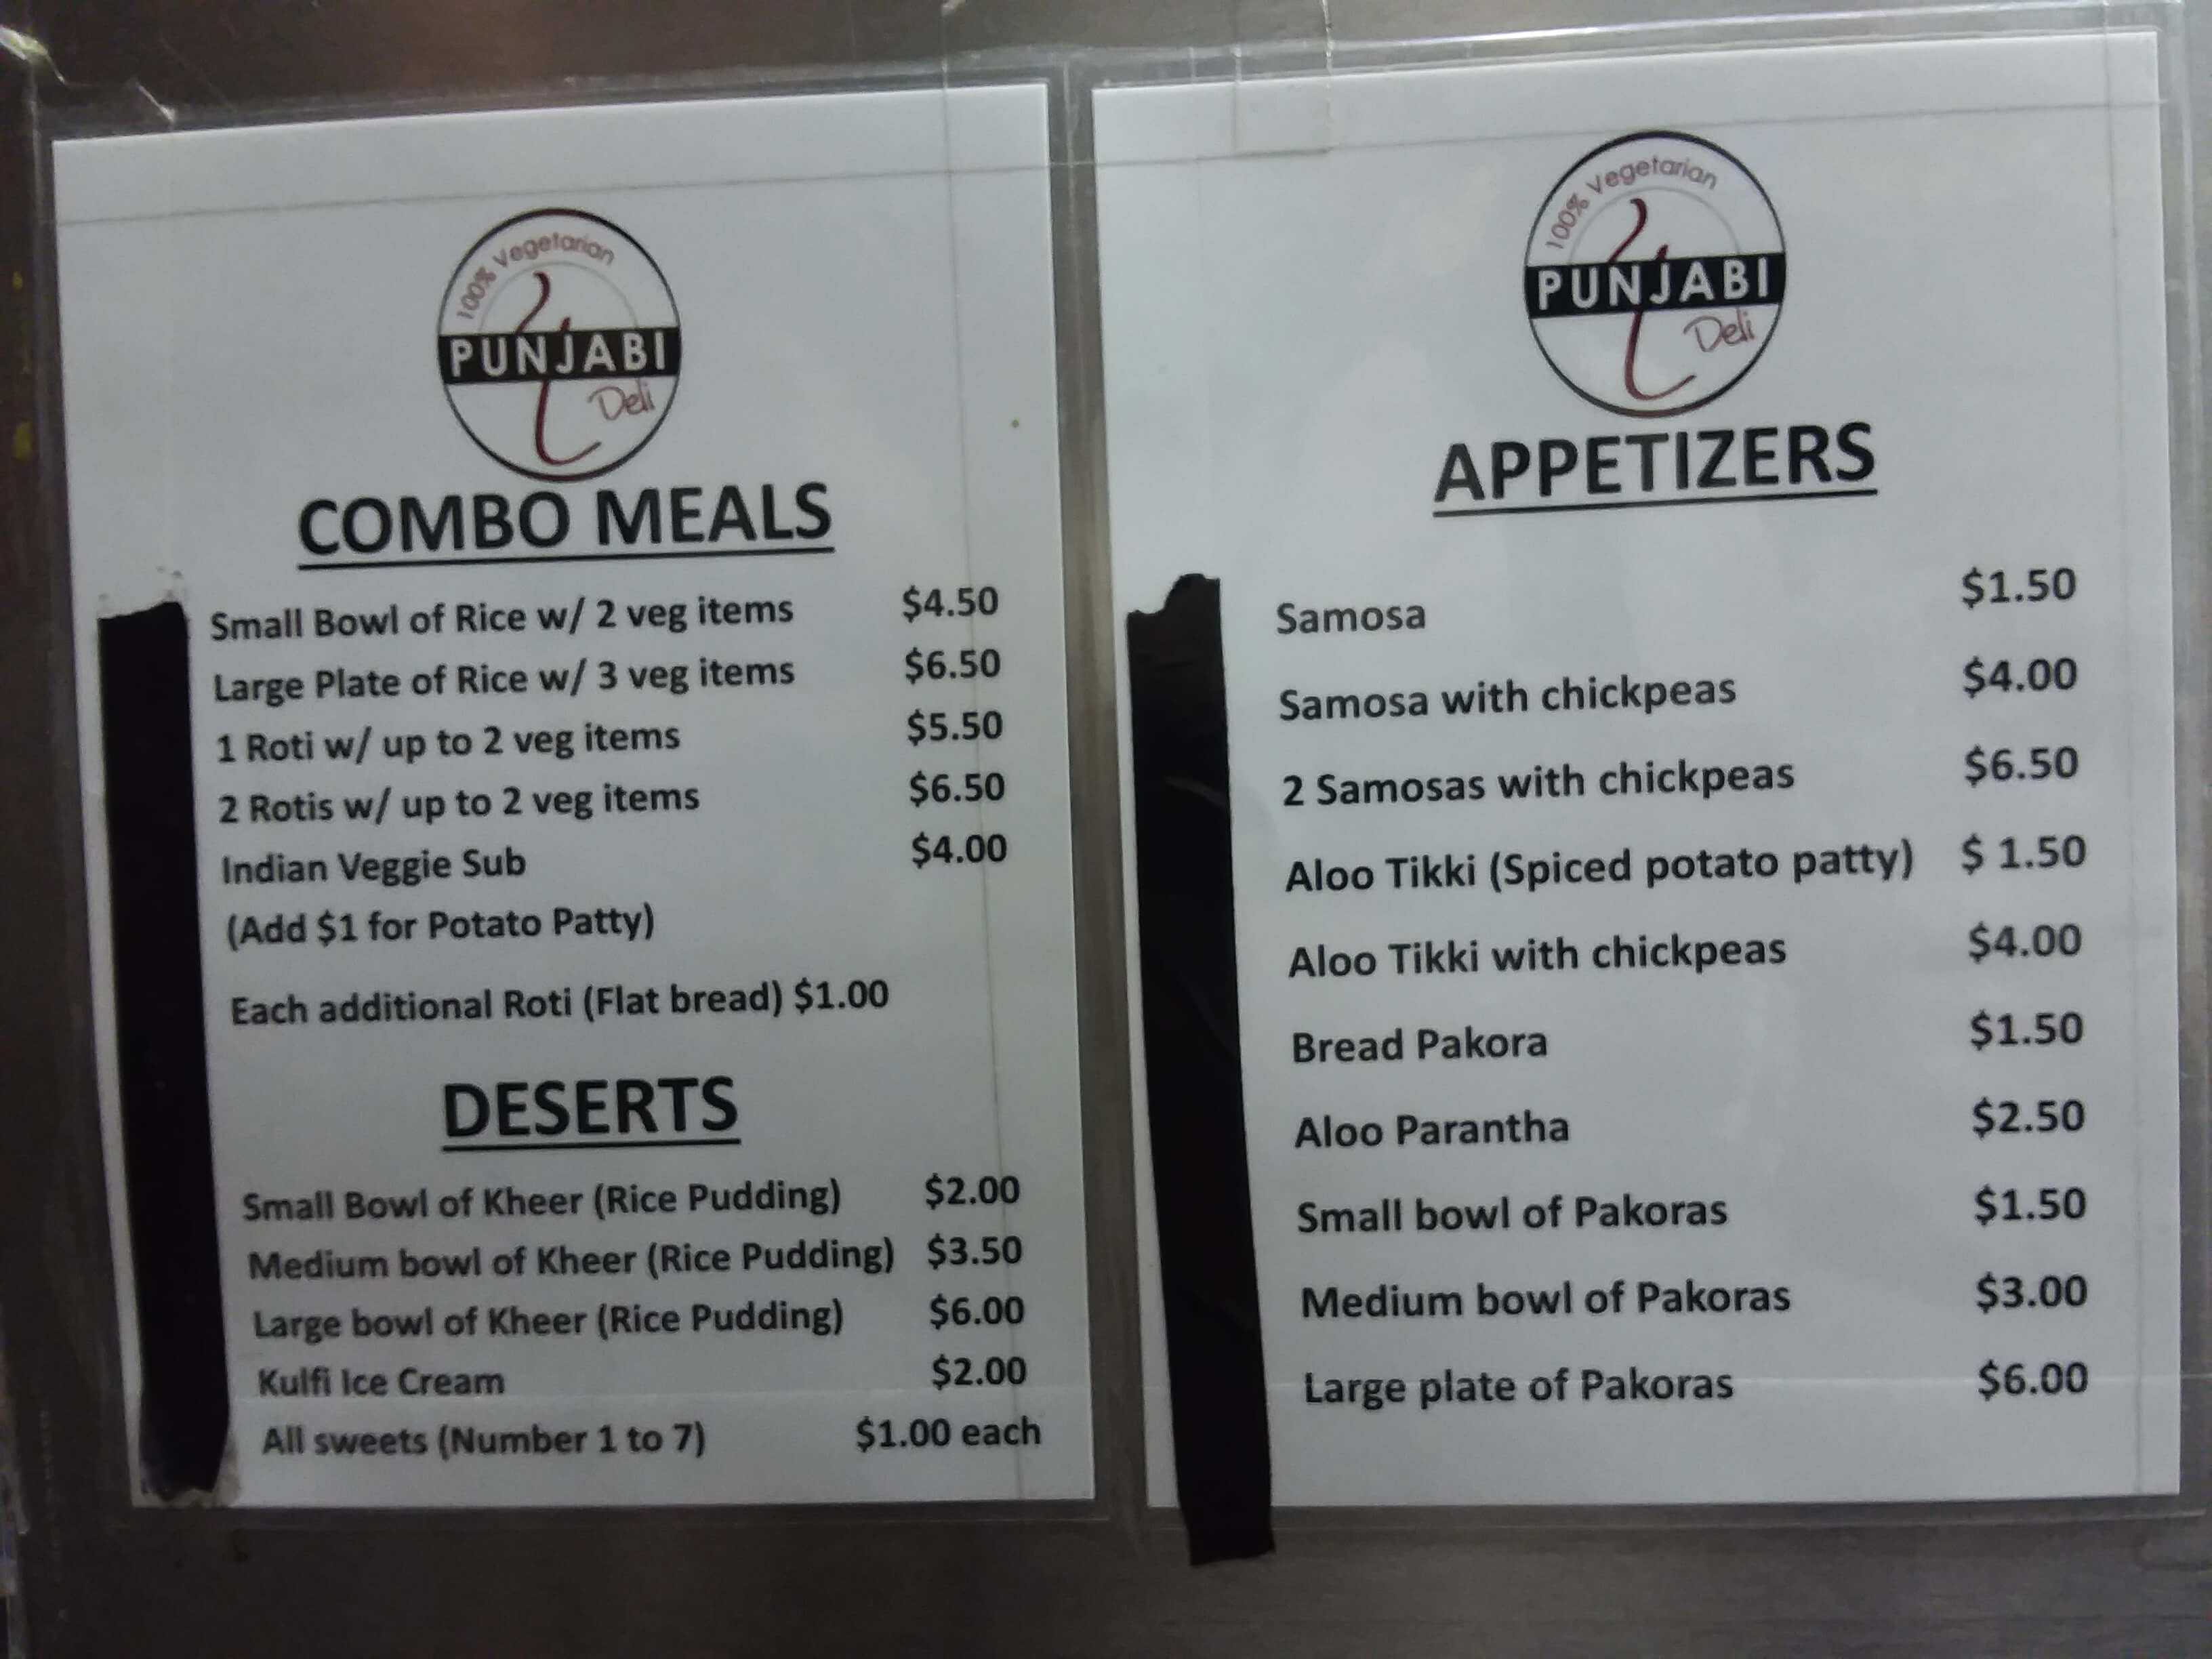 100% Vegetarian
PUNJABI
Deli
COMBO MEALS
Small Bowl of Rice w/ 2 veg items $4.50
Large Plate of Rice w/ 3 veg items $6.50
1 Roti w/ up to 2 veg items $5.50
2 Rotis w/ up to 2 veg items $6.50
Indian Veggie Sub $4.00
(Add $1 for Potato Patty)
Each additional Roti (Flat bread) $1.00
DESERTS
Small Bowl of Kheer (Rice Pudding) $2.00
Medium bowl of Kheer (Rice Pudding) $3.50
Large bowl of Kheer (Rice Pudding) $6.00
Kulfi Ice Cream $2.00
All sweets (Number 1 to 7) $1.00 each
100% Vegetarian
PUNJABI
Deli
APPETIZERS
Samosa $1.50
Samosa with chickpeas $4.00
2 Samosas with chickpeas $6.50
Aloo Tikki (Spiced potato patty) $ 1.50
Aloo Tikki with chickpeas $4.00
Bread Pakora $1.50
Aloo Parantha $2.50
Small bowl of Pakoras $1.50
Medium bowl of Pakoras $3.00
Large plate of Pakoras $6.00